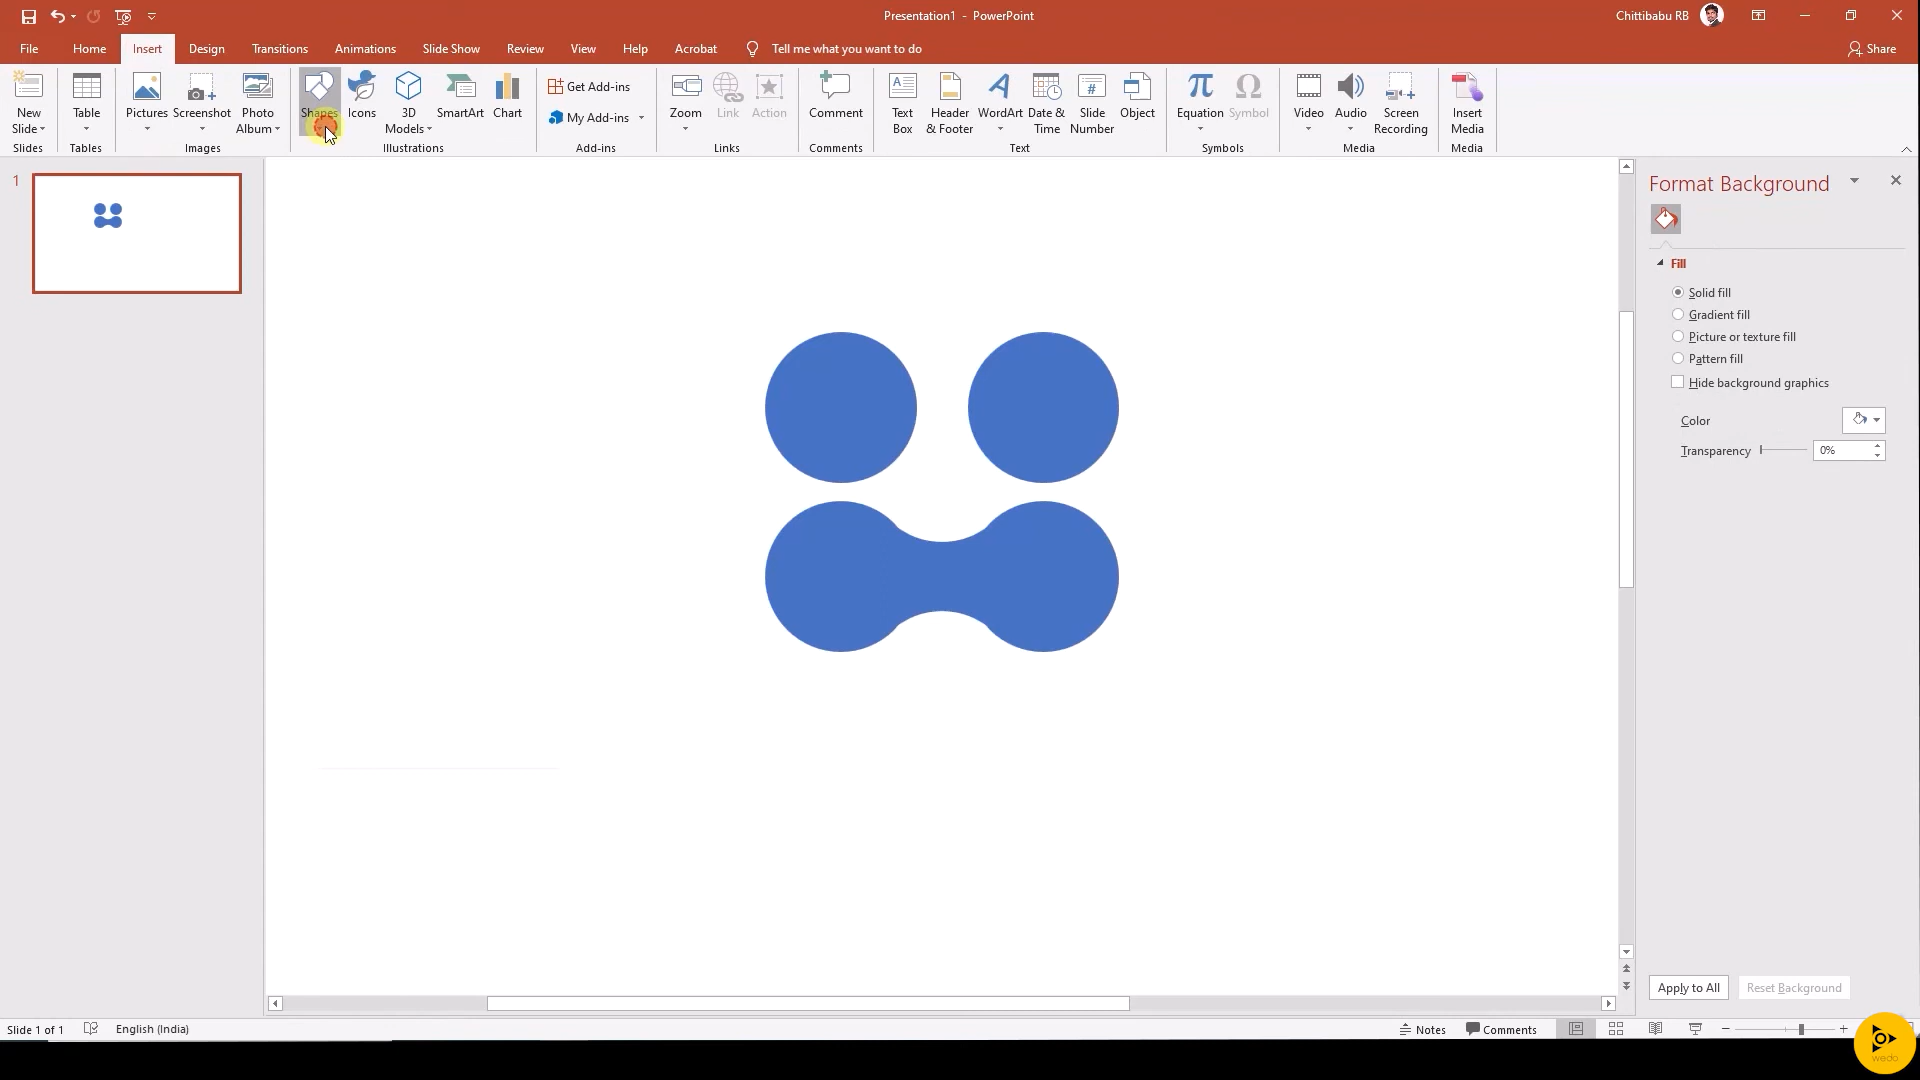 Presentation1 - PowerPoint
Chittibabu RB
File Home Insert Design Transitions Animations Slide Show Review View Help Acrobat Tell me what you want to do Share
New Slide
Table
Pictures
Screenshot
Photo Album
Shapes
Icons
3D Models
SmartArt
Chart
Get Add-ins
My Add-ins
Zoom
Link
Action
Comment
Text Box
Header & Footer
WordArt
Date & Time
Slide Number
Object
Equation
Symbol
Video
Audio
Screen Recording
Insert Media
Slides Tables Images Illustrations Add-ins Links Comments Text Symbols Media Media
1
Format Background
Fill
Solid fill
Gradient fill
Picture or texture fill
Pattern fill
Hide background graphics
Color
Transparency 0%
Apply to All Reset Background
Slide 1 of 1 English (India) Notes Comments
wedo